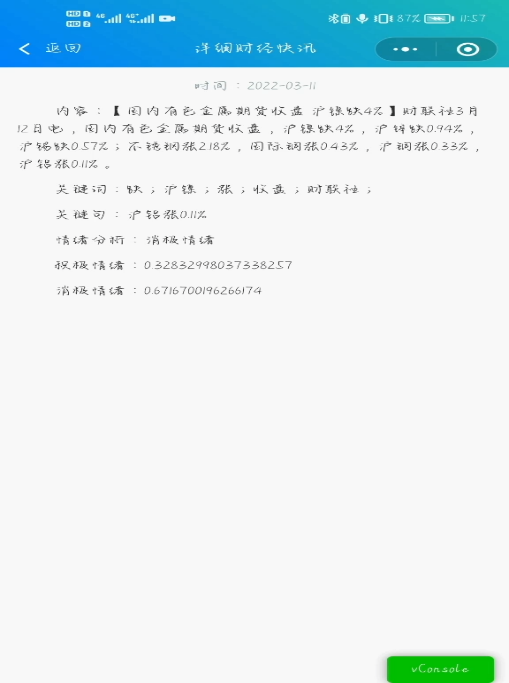 HD 1 HD 2 4G 4G+ 87% 11:57
返回 详细财经快讯
时间：2022-03-11
内容：【国内有色金属期货收盘 沪镍跌4%】财联社3月
12日电，国内有色金属期货收盘，沪镍跌4%，沪锌跌0.94%，
沪锡跌0.57%；不锈钢涨2.18%，国际铜涨0.43%，沪铜涨0.33%，
沪铝涨0.11%。
关键词：跌；沪镍；涨；收盘；财联社；
关键句：沪铝涨0.11%
情绪分析：消极情绪
积极情绪：0.32832998037338257
消极情绪：0.6716700196266174
vConsole